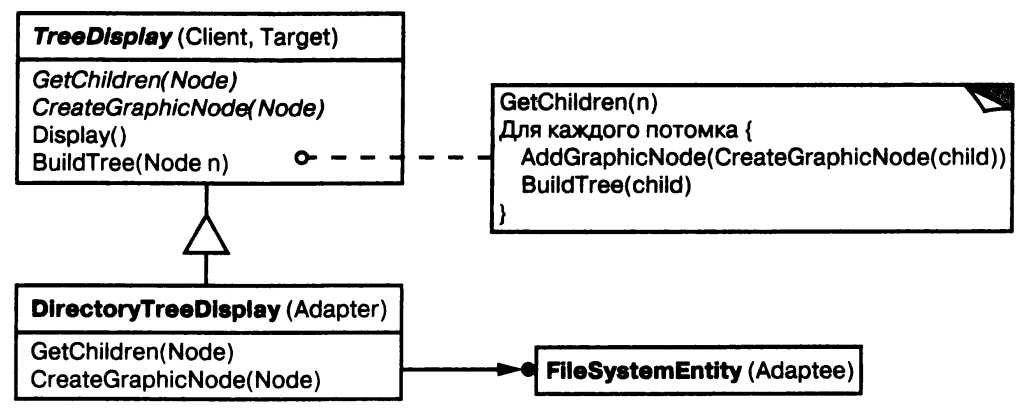 TreeDisplay (Client, Target)
GetChildren(Node)
CreateGraphicNode(Node)
Display()
BuildTree(Node n)
GetChildren(n)
Для каждого потомка {
AddGraphicNode(CreateGraphicNode(child))
BuildTree(child)
}
DirectoryTreeDisplay (Adapter)
GetChildren(Node)
CreateGraphicNode(Node)
FileSystemEntity (Adaptee)